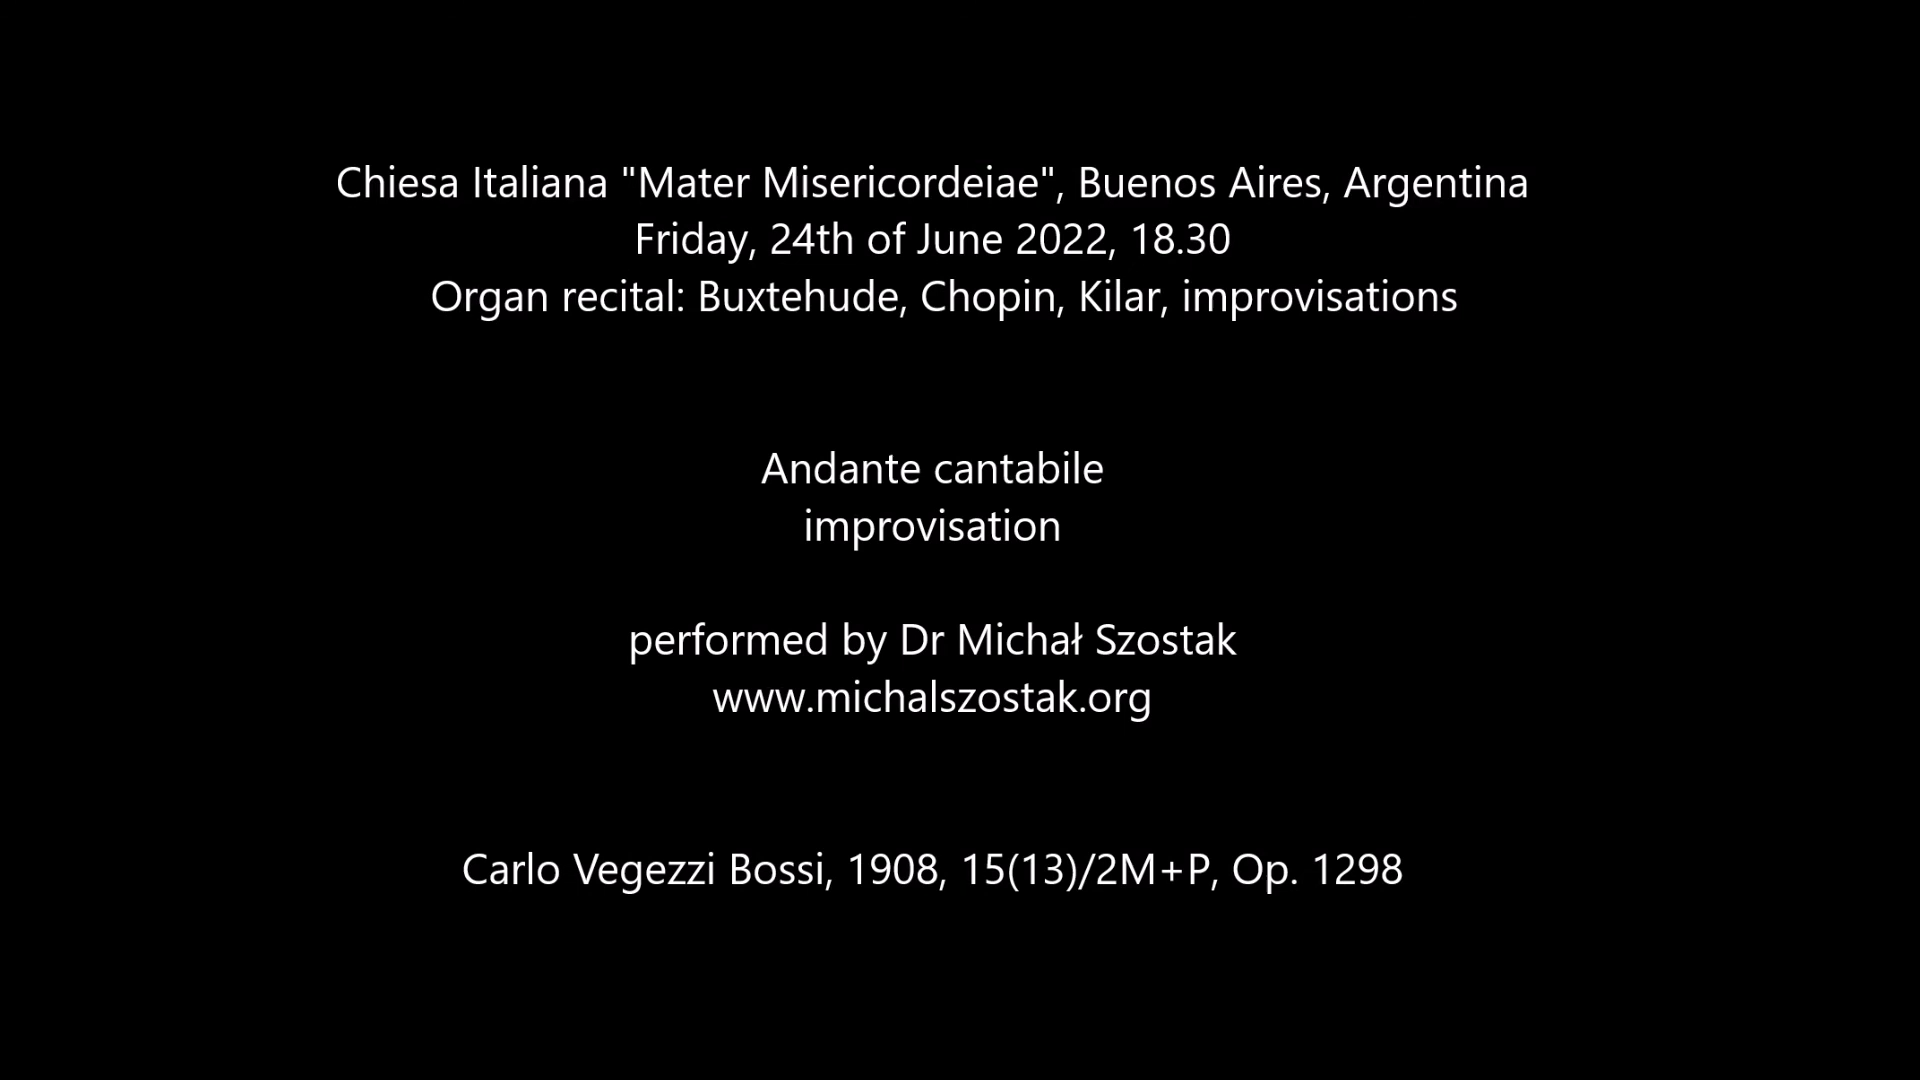 Chiesa Italiana "Mater Misericordeiae", Buenos Aires, Argentina
Friday, 24th of June 2022, 18.30
Organ recital: Buxtehude, Chopin, Kilar, improvisations
Andante cantabile
improvisation
performed by Dr Michał Szostak
www.michalszostak.org
Carlo Vegezzi Bossi, 1908, 15(13)/2M+P, Op. 1298